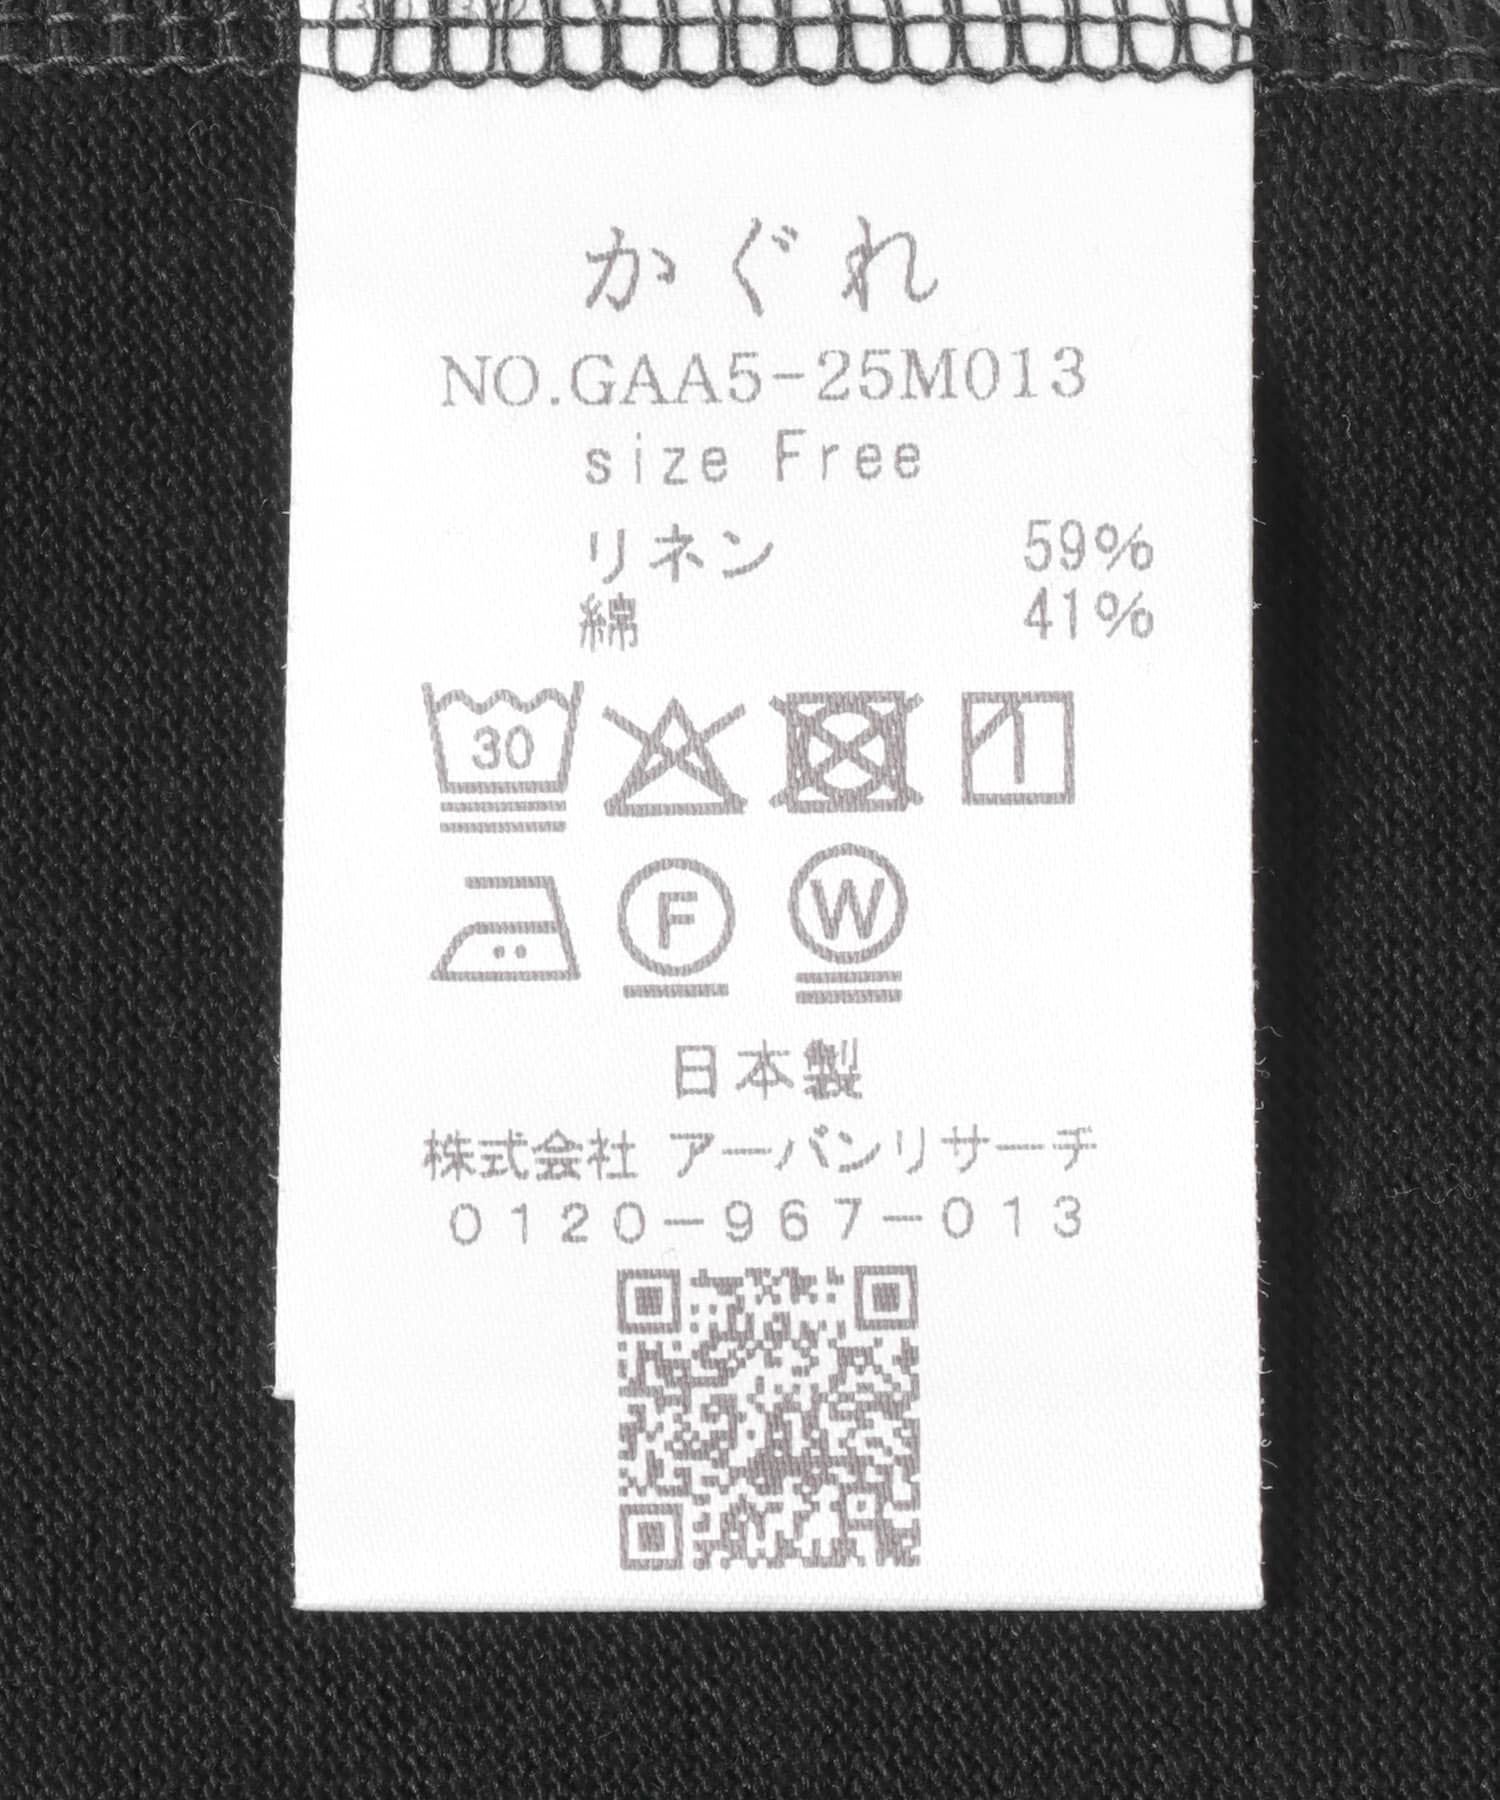 かぐれ
NO.GAA5-25M013
size Free
リネン 59%
綿 41%
30
F W
日本製
株式会社 アーバンリサーチ
0120-967-013